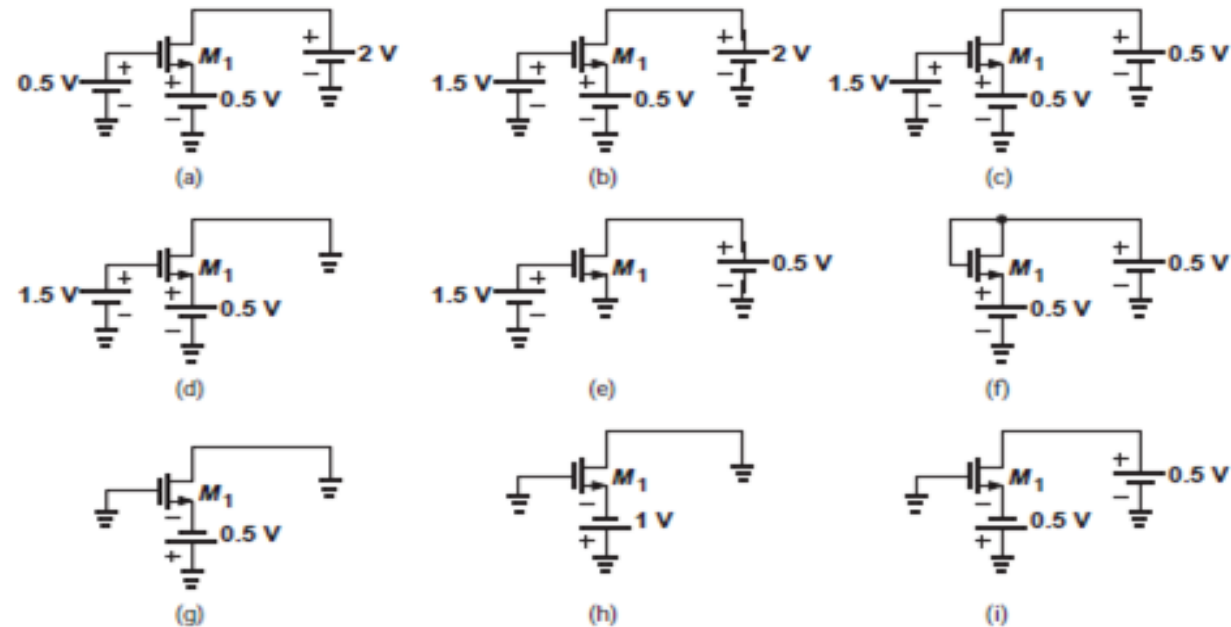 + M1 + 2 V
0.5 V + + 0.5 V −
− −
(a)
+ M1 + 2 V
1.5 V + + 0.5 V −
− −
(b)
+ M1 + 0.5 V
1.5 V + + 0.5 V −
− −
(c)
+ M1
1.5 V + 0.5 V
− −
(d)
+ M1 + 0.5 V
1.5 V −
−
(e)
M1 + 0.5 V
+ 0.5 V −
−
(f)
M1
− 0.5 V
+
(g)
M1
− 1 V
+
(h)
M1 + 0.5 V
− 0.5 V −
+
(i)